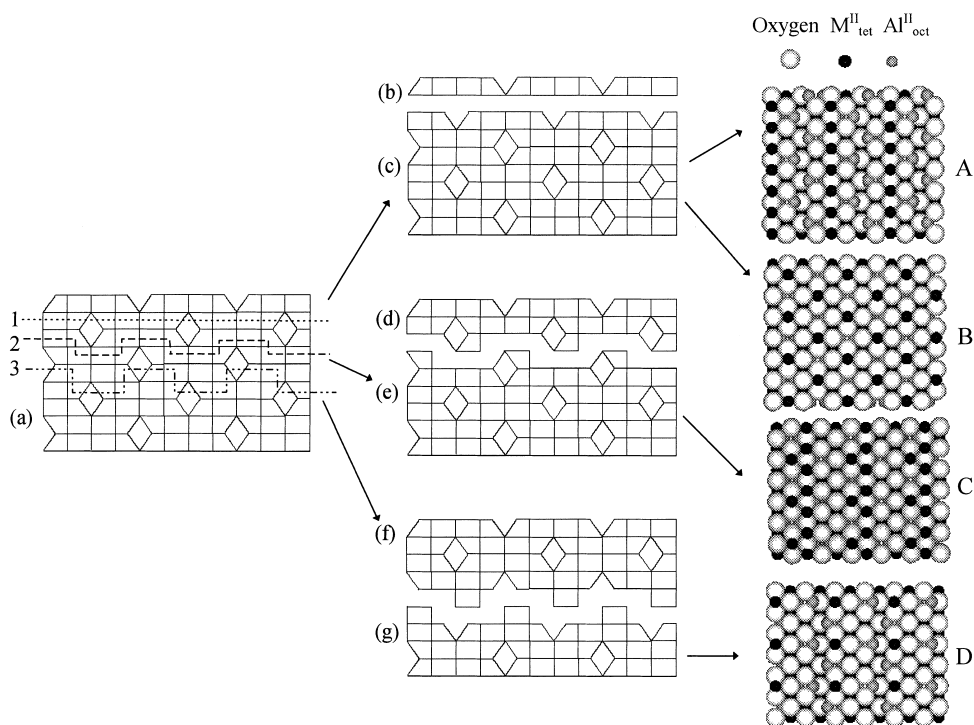 Oxygen M^II_tet Al^II_oct
(b)
(c)
A
(d)
B
1
2
3
(a)
(e)
C
(f)
(g)
D